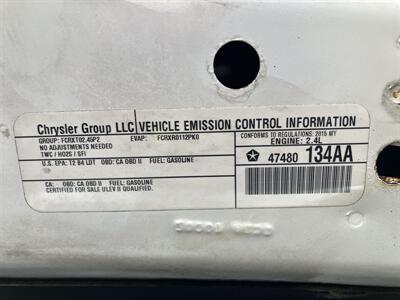 Chrysler Group LLC VEHICLE EMISSION CONTROL INFORMATION
GROUP: FCRXT02.45P2 EVAP: FCRXR0112PK0
CONFORMS TO REGULATIONS: 2015 MY
NO ADJUSTMENTS NEEDED
ENGINE: 2.4L
TWC / HO2S / SFI
U.S. EPA: T2 B4 LDT OBD: CA OBD II FUEL: GASOLINE
47480 134AA
CA: OBD: CA OBD II FUEL: GASOLINE
CERTIFIED FOR SALE ULEV II QUALIFIED.